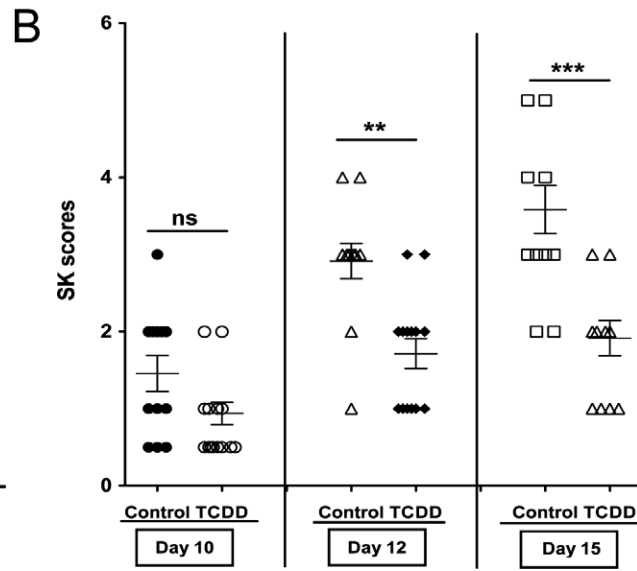 B
6
***
**
4
SK scores
ns
2
0
Control TCDD Control TCDD Control TCDD
Day 10 Day 12 Day 15